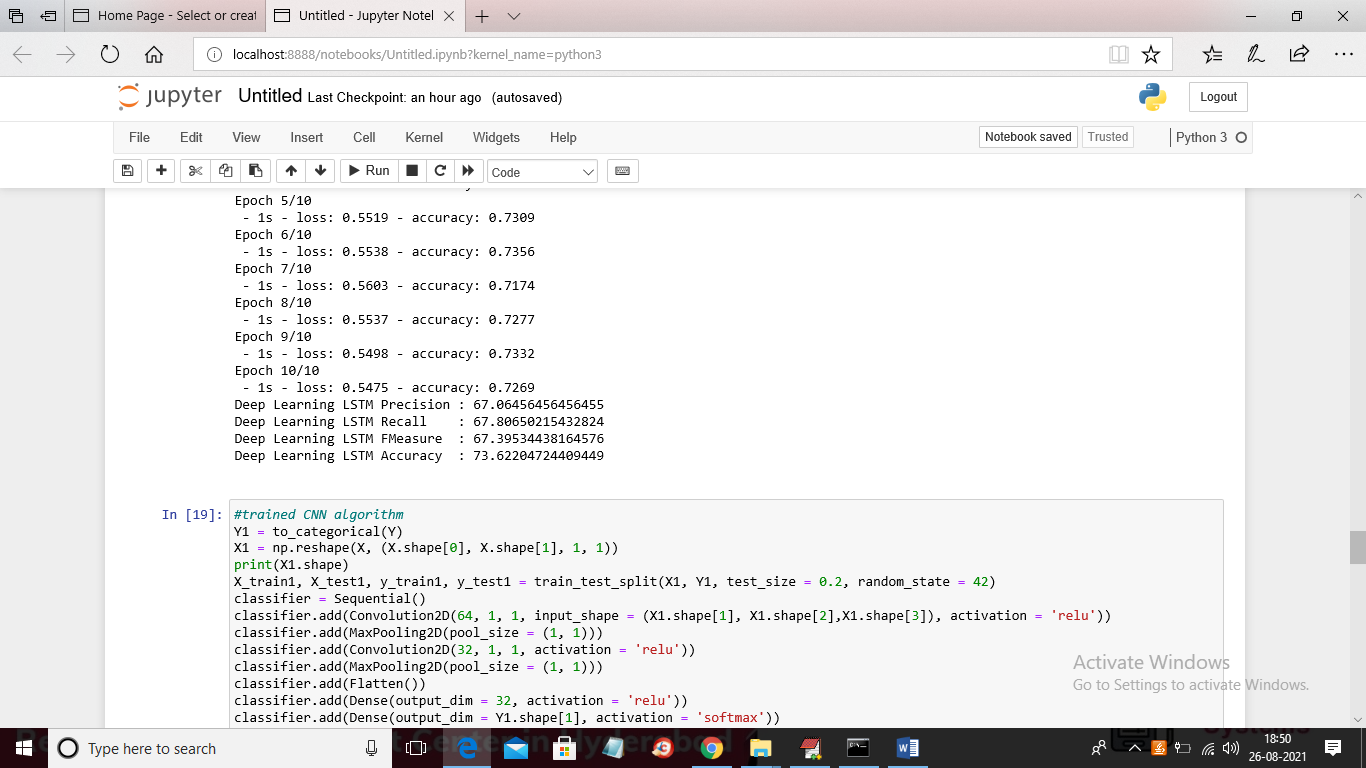 Home Page - Select or creat
Untitled - Jupyter Notel
localhost:8888/notebooks/Untitled.ipynb?kernel_name=python3
jupyter Untitled Last Checkpoint: an hour ago (autosaved)
Logout
File Edit View Insert Cell Kernel Widgets Help
Notebook saved Trusted Python 3
Run Code
Epoch 5/10
- 1s - loss: 0.5519 - accuracy: 0.7309
Epoch 6/10
- 1s - loss: 0.5538 - accuracy: 0.7356
Epoch 7/10
- 1s - loss: 0.5603 - accuracy: 0.7174
Epoch 8/10
- 1s - loss: 0.5537 - accuracy: 0.7277
Epoch 9/10
- 1s - loss: 0.5498 - accuracy: 0.7332
Epoch 10/10
- 1s - loss: 0.5475 - accuracy: 0.7269
Deep Learning LSTM Precision : 67.06456456456455
Deep Learning LSTM Recall : 67.80650215432824
Deep Learning LSTM FMeasure : 67.39534438164576
Deep Learning LSTM Accuracy : 73.62204724409449
In [19]: #trained CNN algorithm
Y1 = to_categorical(Y)
X1 = np.reshape(X, (X.shape[0], X.shape[1], 1, 1))
print(X1.shape)
X_train1, X_test1, y_train1, y_test1 = train_test_split(X1, Y1, test_size = 0.2, random_state = 42)
classifier = Sequential()
classifier.add(Convolution2D(64, 1, 1, input_shape = (X1.shape[1], X1.shape[2],X1.shape[3]), activation = 'relu'))
classifier.add(MaxPooling2D(pool_size = (1, 1)))
classifier.add(Convolution2D(32, 1, 1, activation = 'relu'))
classifier.add(MaxPooling2D(pool_size = (1, 1)))
classifier.add(Flatten())
classifier.add(Dense(output_dim = 32, activation = 'relu'))
classifier.add(Dense(output_dim = Y1.shape[1], activation = 'softmax'))
Activate Windows
Go to Settings to activate Windows.
Type here to search
18:50
26-08-2021